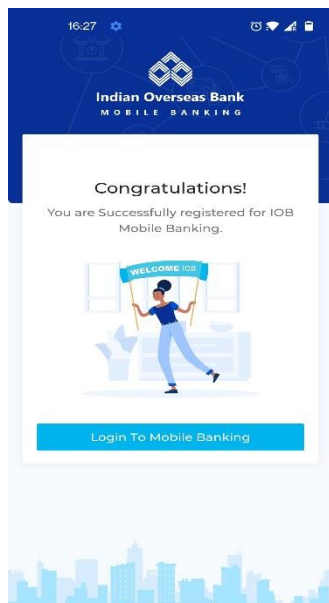 16:27
Indian Overseas Bank
MOBILE BANKING
Congratulations!
You are Successfully registered for IOB
Mobile Banking.
WELCOME IOB
Login To Mobile Banking